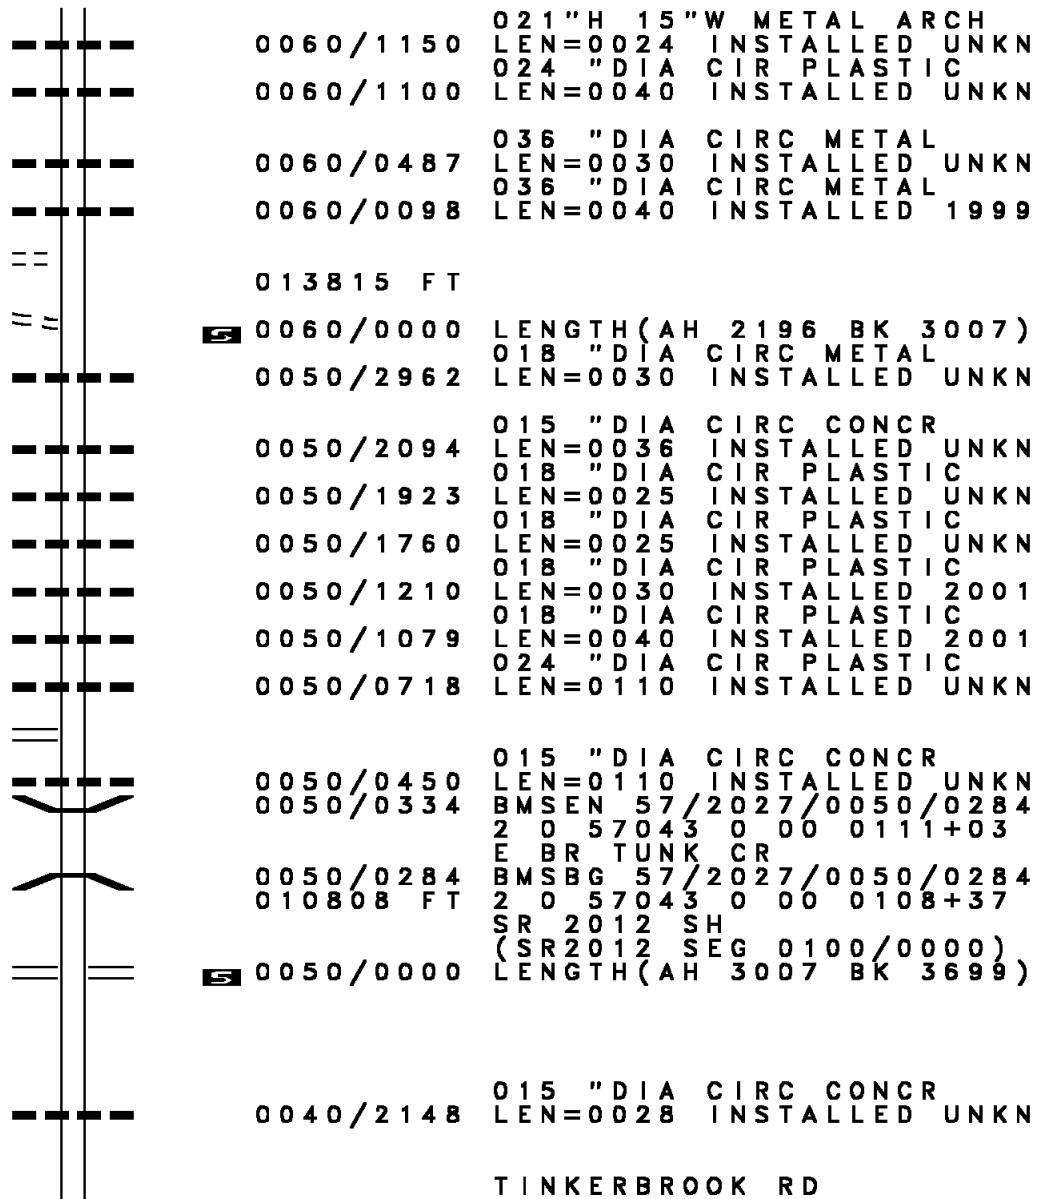 021"H 15"W METAL ARCH
0060/1150 LEN=0024 INSTALLED UNKN
024 "DIA CIR PLASTIC
0060/1100 LEN=0040 INSTALLED UNKN
036 "DIA CIRC METAL
0060/0487 LEN=0030 INSTALLED UNKN
036 "DIA CIRC METAL
0060/0098 LEN=0040 INSTALLED 1999
013815 FT
S 0060/0000 LENGTH(AH 2196 BK 3007)
018 "DIA CIRC METAL
0050/2962 LEN=0030 INSTALLED UNKN
015 "DIA CIRC CONCR
0050/2094 LEN=0036 INSTALLED UNKN
018 "DIA CIR PLASTIC
0050/1923 LEN=0025 INSTALLED UNKN
018 "DIA CIR PLASTIC
0050/1760 LEN=0025 INSTALLED UNKN
018 "DIA CIR PLASTIC
0050/1210 LEN=0030 INSTALLED 2001
018 "DIA CIR PLASTIC
0050/1079 LEN=0040 INSTALLED 2001
024 "DIA CIR PLASTIC
0050/0718 LEN=0110 INSTALLED UNKN
015 "DIA CIRC CONCR
0050/0450 LEN=0110 INSTALLED UNKN
0050/0334 BMSEN 57/2027/0050/0284
2 0 57043 0 00 0111+03
E BR TUNK CR
0050/0284 BMSBG 57/2027/0050/0284
010808 FT 2 0 57043 0 00 0108+37
SR 2012 SH
(SR2012 SEG 0100/0000)
S 0050/0000 LENGTH(AH 3007 BK 3699)
015 "DIA CIRC CONCR
0040/2148 LEN=0028 INSTALLED UNKN
TINKERBROOK RD